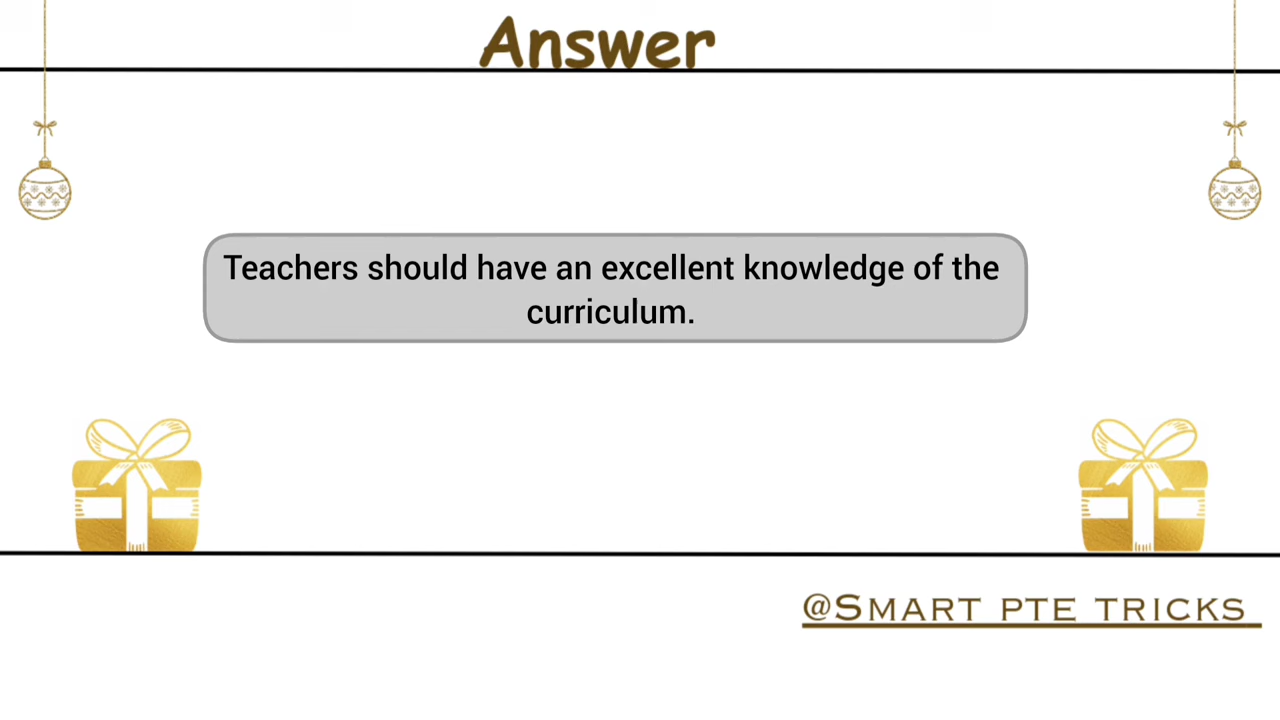 Answer
Teachers should have an excellent knowledge of the
curriculum.
@SMART PTE TRICKS